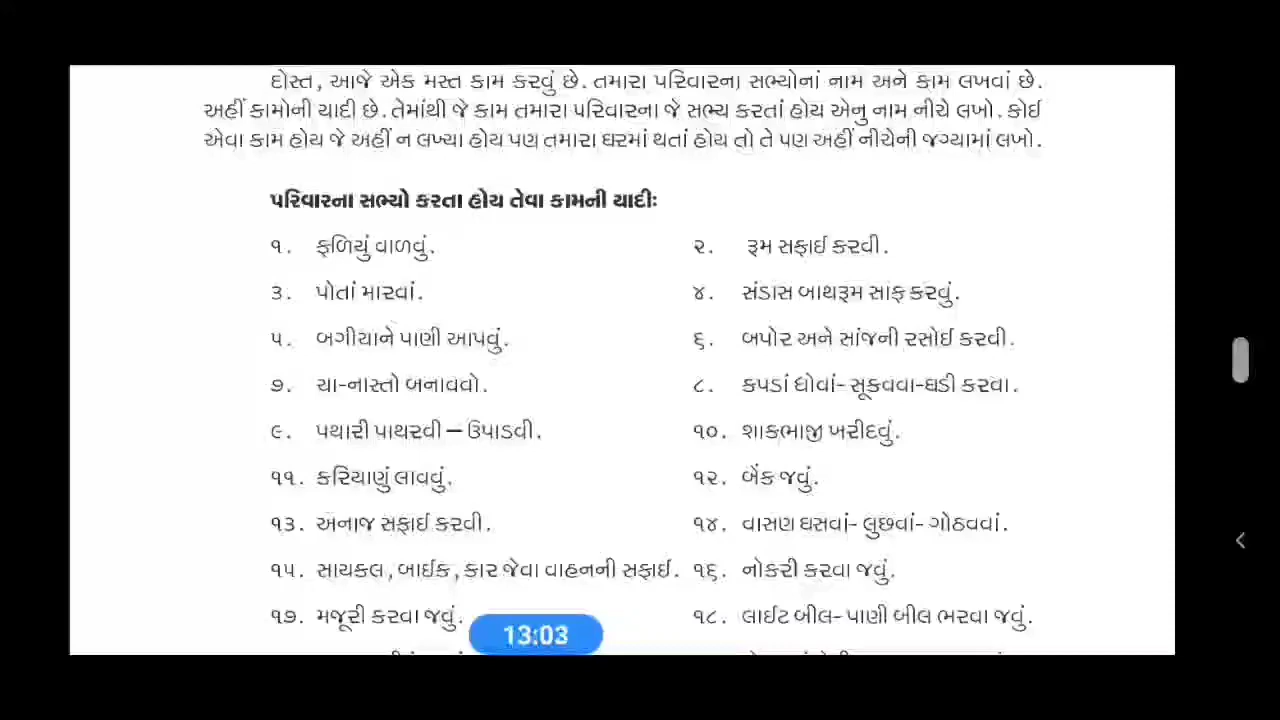 દોસ્ત, આજે એક મસ્ત કામ કરવું છે. તમારા પરિવારના સભ્યોનાં નામ અને કામ લખવાં છે.
અહીં કામોની યાદી છે. તેમાંથી જે કામ તમારા પરિવારના જે સભ્ય કરતાં હોય એનુ નામ નીચે લખો. કોઈ
એવા કામ હોય જે અહીં ન લખ્યા હોય પણ તમારા ઘરમાં થતાં હોય તો તે પણ અહીં નીચેની જગ્યામાં લખો.
પરિવારના સભ્યો કરતા હોય તેવા કામની યાદીઃ
૧. ફળિયું વાળવું. ૨. રૂમ સફાઈ કરવી.
૩. પોતાં મારવાં. ૪. સંડાસ બાથરૂમ સાફ કરવું.
૫. બગીચાને પાણી આપવું. ૬. બપોર અને સાંજની રસોઈ કરવી.
૭. ચા-નાસ્તો બનાવવો. ૮. કપડાં ધોવાં- સૂકવવા-ઘડી કરવા.
૯. પથારી પાથરવી – ઉપાડવી. ૧૦. શાકભાજી ખરીદવું.
૧૧. કરિયાણું લાવવું. ૧૨. બેંક જવું.
૧૩. અનાજ સફાઈ કરવી. ૧૪. વાસણ ઘસવાં- લુછવાં- ગોઠવવાં.
૧૫. સાયકલ, બાઈક, કાર જેવા વાહનની સફાઈ. ૧૬. નોકરી કરવા જવું.
૧૭. મજૂરી કરવા જવું. ૧૮. લાઈટ બીલ- પાણી બીલ ભરવા જવું.
13:03